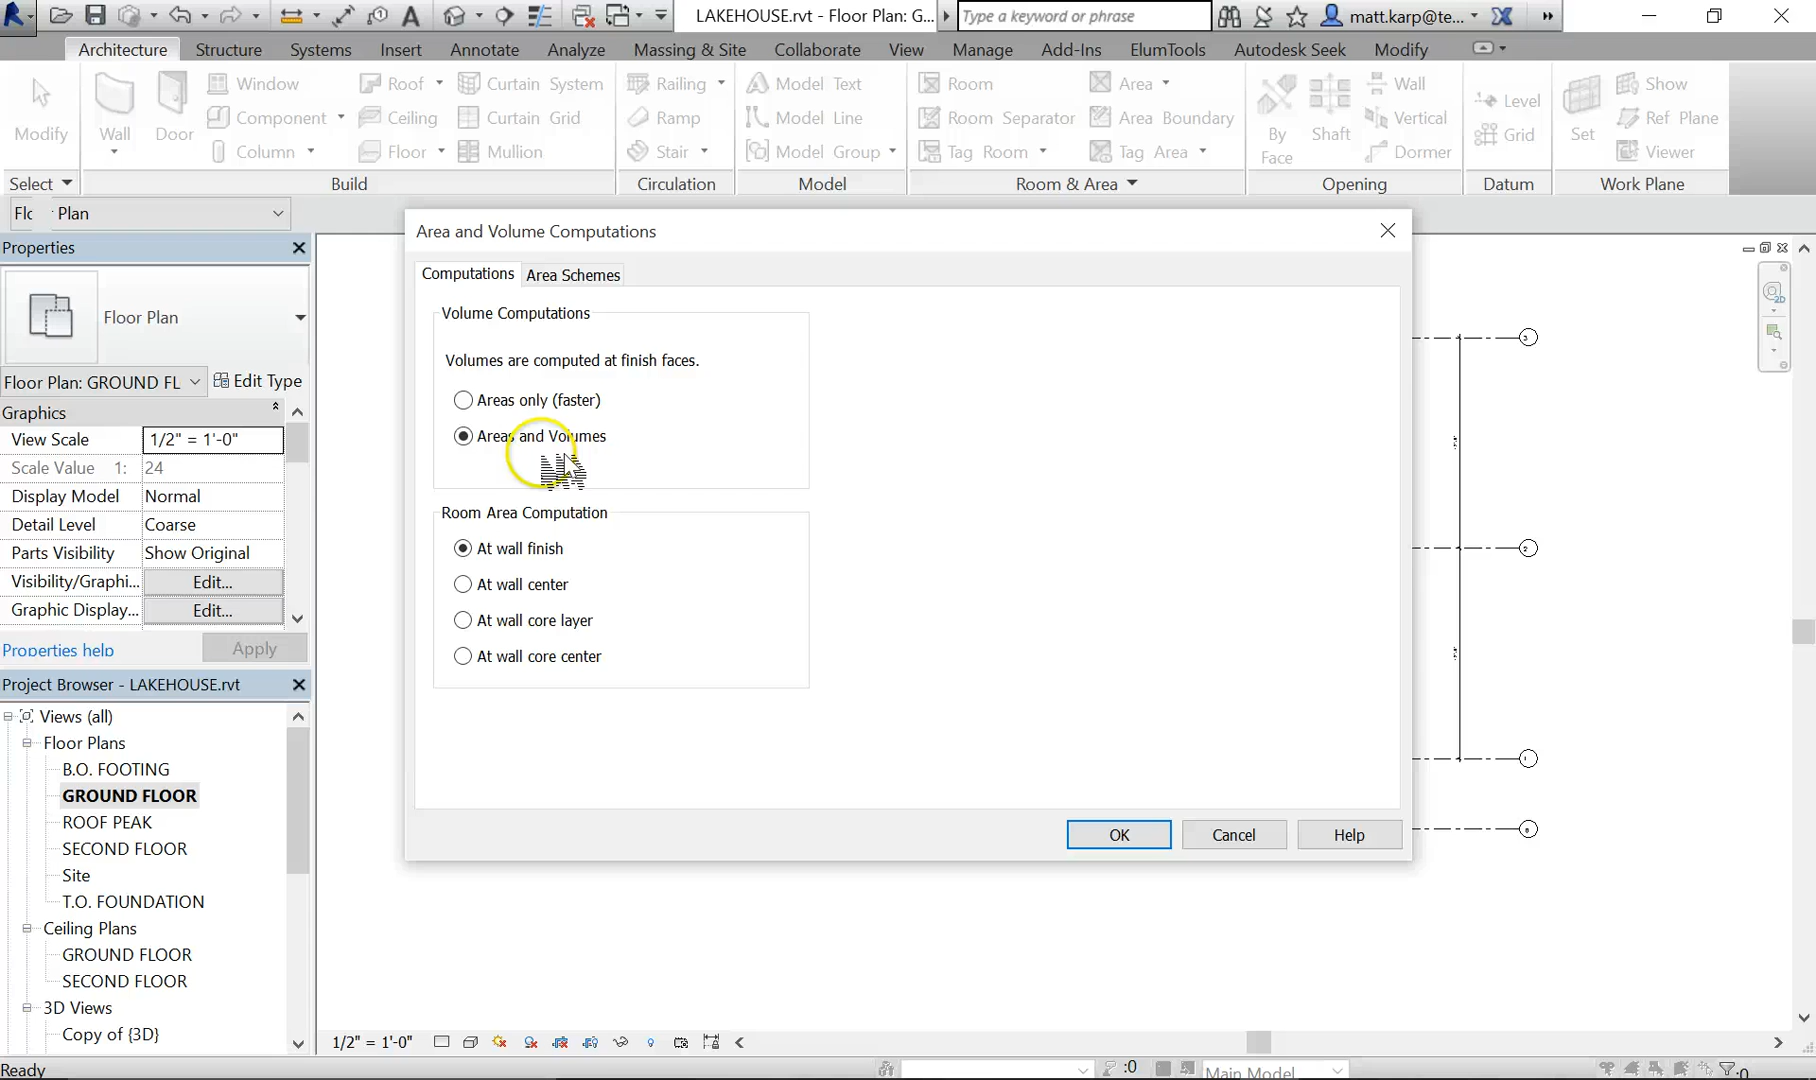 LAKEHOUSE.rvt - Floor Plan: G...
Type a keyword or phrase
matt.karp@te...
Architecture Structure Systems Insert Annotate Analyze Massing & Site Collaborate View Manage Add-Ins ElumTools Autodesk Seek Modify
Modify
Wall
Door
Window
Component
Column
Roof
Ceiling
Floor
Curtain System
Curtain Grid
Mullion
Railing
Ramp
Stair
Model Text
Model Line
Model Group
Room
Room Separator
Tag Room
Area
Area Boundary
Tag Area
By
Face
Shaft
Wall
Vertical
Dormer
Level
Grid
Set
Show
Ref Plane
Viewer
Select Build Circulation Model Room & Area Opening Datum Work Plane
Plan
Properties
Floor Plan
Floor Plan: GROUND FL Edit Type
Graphics
View Scale 1/2" = 1'-0"
Scale Value 1: 24
Display Model Normal
Detail Level Coarse
Parts Visibility Show Original
Visibility/Graphi... Edit...
Graphic Display... Edit...
Properties help Apply
Project Browser - LAKEHOUSE.rvt
Views (all)
Floor Plans
B.O. FOOTING
GROUND FLOOR
ROOF PEAK
SECOND FLOOR
Site
T.O. FOUNDATION
Ceiling Plans
GROUND FLOOR
SECOND FLOOR
3D Views
Copy of {3D}
Area and Volume Computations
Computations Area Schemes
Volume Computations
Volumes are computed at finish faces.
Areas only (faster)
Areas and Volumes
Room Area Computation
At wall finish
At wall center
At wall core layer
At wall core center
OK Cancel Help
3
2
1
1/2" = 1'-0"
Ready
:0
Main Model
:0